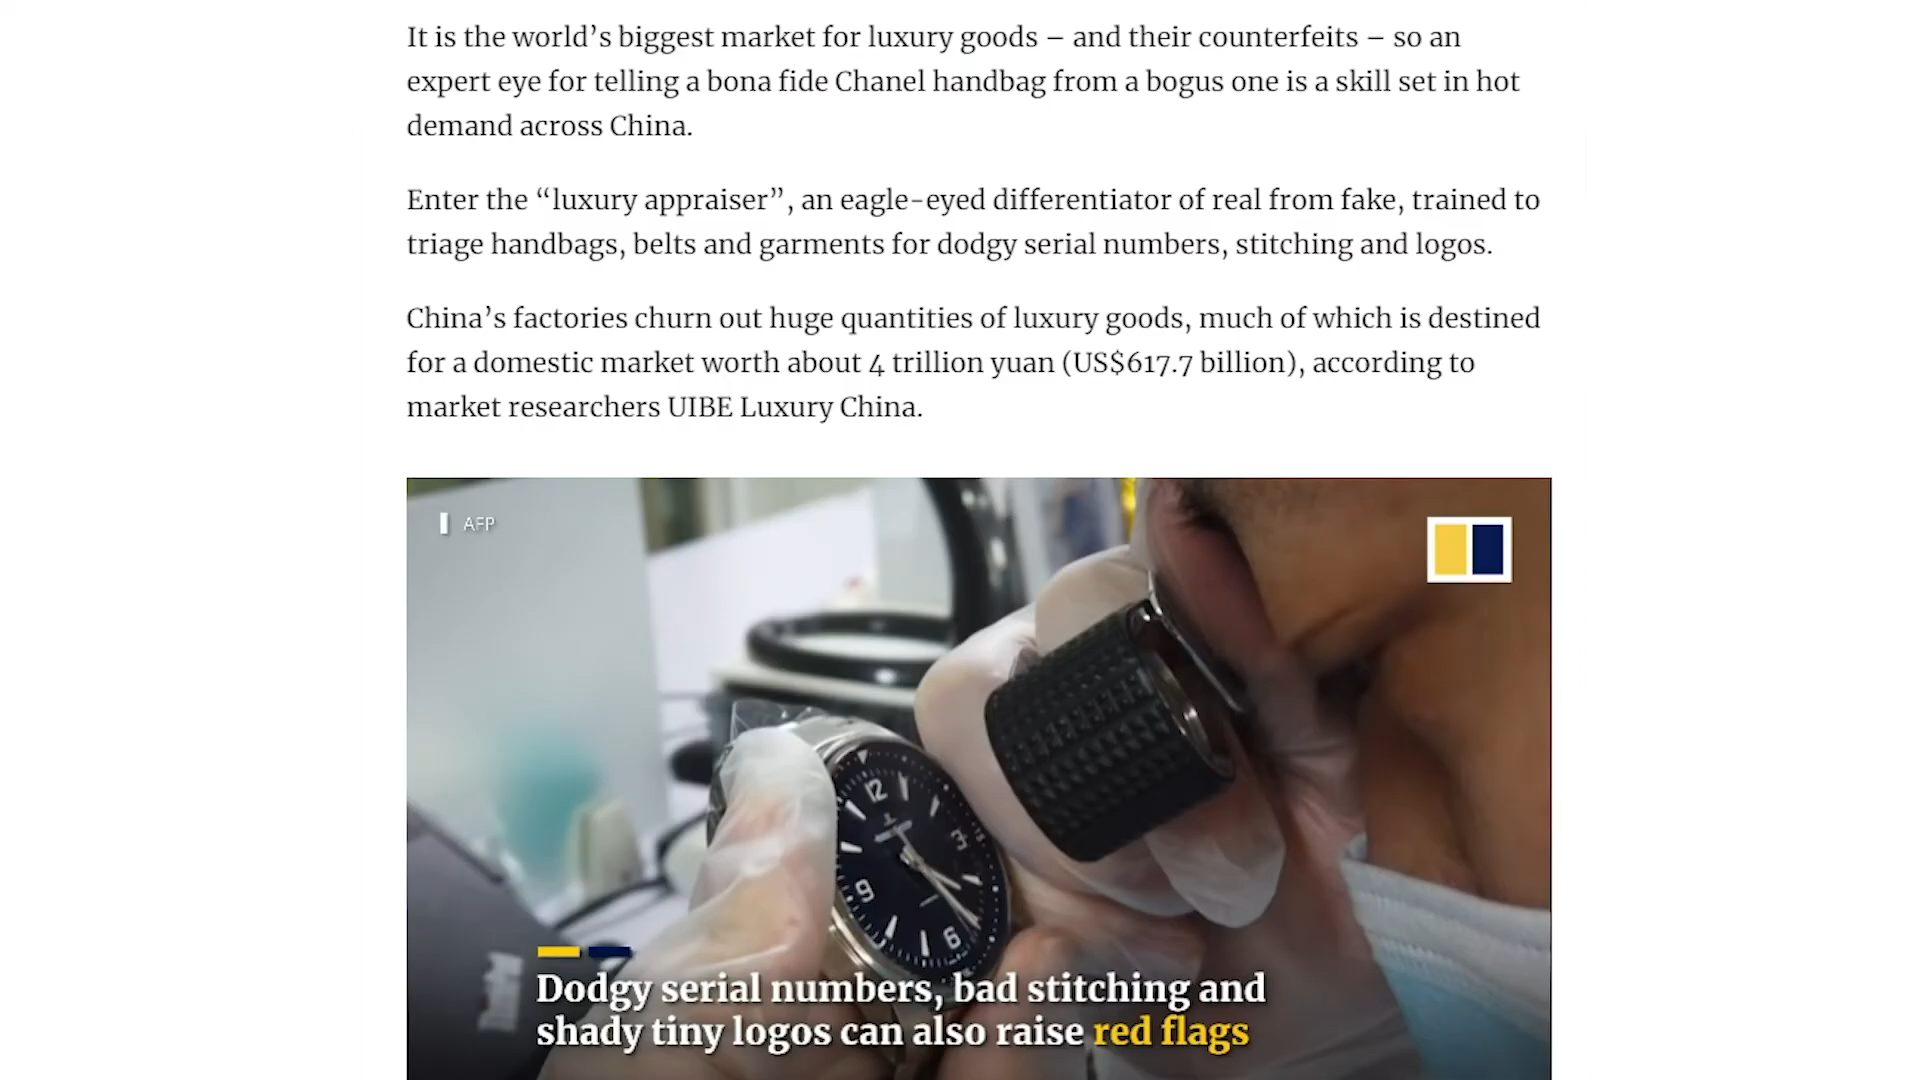 It is the world’s biggest market for luxury goods – and their counterfeits – so an
expert eye for telling a bona fide Chanel handbag from a bogus one is a skill set in hot
demand across China.
Enter the “luxury appraiser”, an eagle-eyed differentiator of real from fake, trained to
triage handbags, belts and garments for dodgy serial numbers, stitching and logos.
China’s factories churn out huge quantities of luxury goods, much of which is destined
for a domestic market worth about 4 trillion yuan (US$617.7 billion), according to
market researchers UIBE Luxury China.
AFP
12
3
9
6
Dodgy serial numbers, bad stitching and
shady tiny logos can also raise red flags